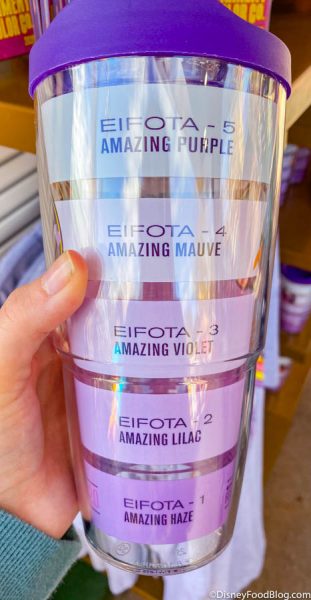 EIFOTA - 5
AMAZING PURPLE
EIFOTA - 4
AMAZING MAUVE
EIFOTA - 3
AMAZING VIOLET
EIFOTA - 2
AMAZING LILAC
EIFOTA - 1
AMAZING HAZE
©DisneyFoodBlog.com